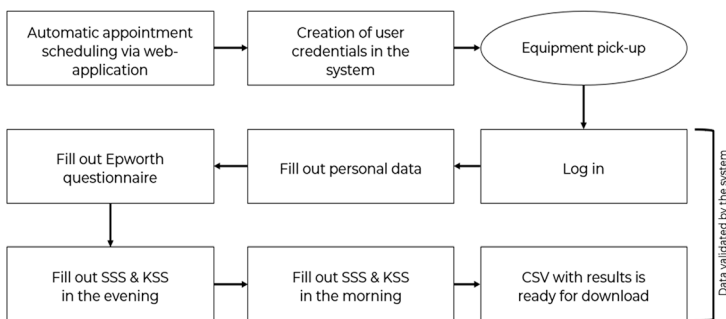 Automatic appointment
scheduling via web-
application
Creation of user
credentials in the
system
Equipment pick-up
Fill out Epworth
questionnaire
Fill out personal data
Log in
Data validated by the system
Fill out SSS & KSS
in the evening
Fill out SSS & KSS
in the morning
CSV with results is
ready for download